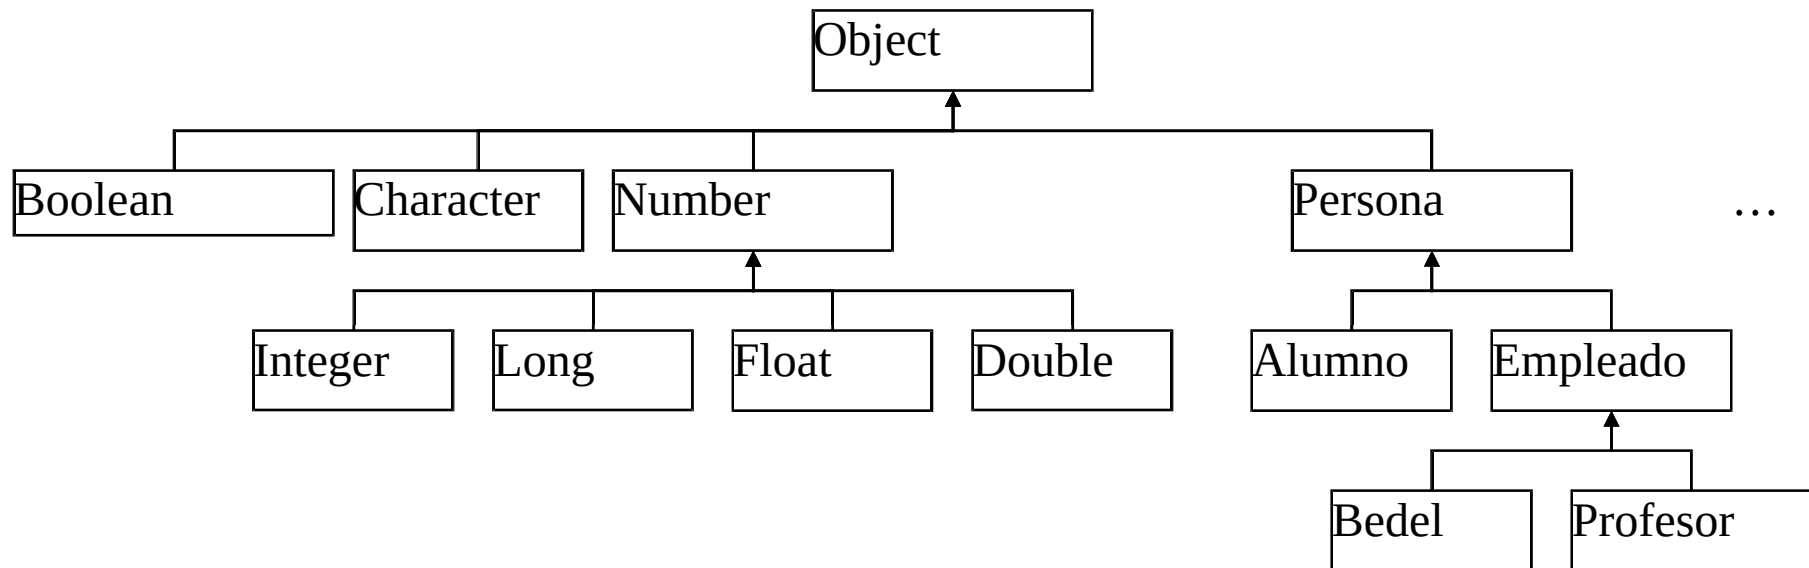 Object
Boolean
Character
Number
Persona
…
Integer
Long
Float
Double
Alumno
Empleado
Bedel
Profesor